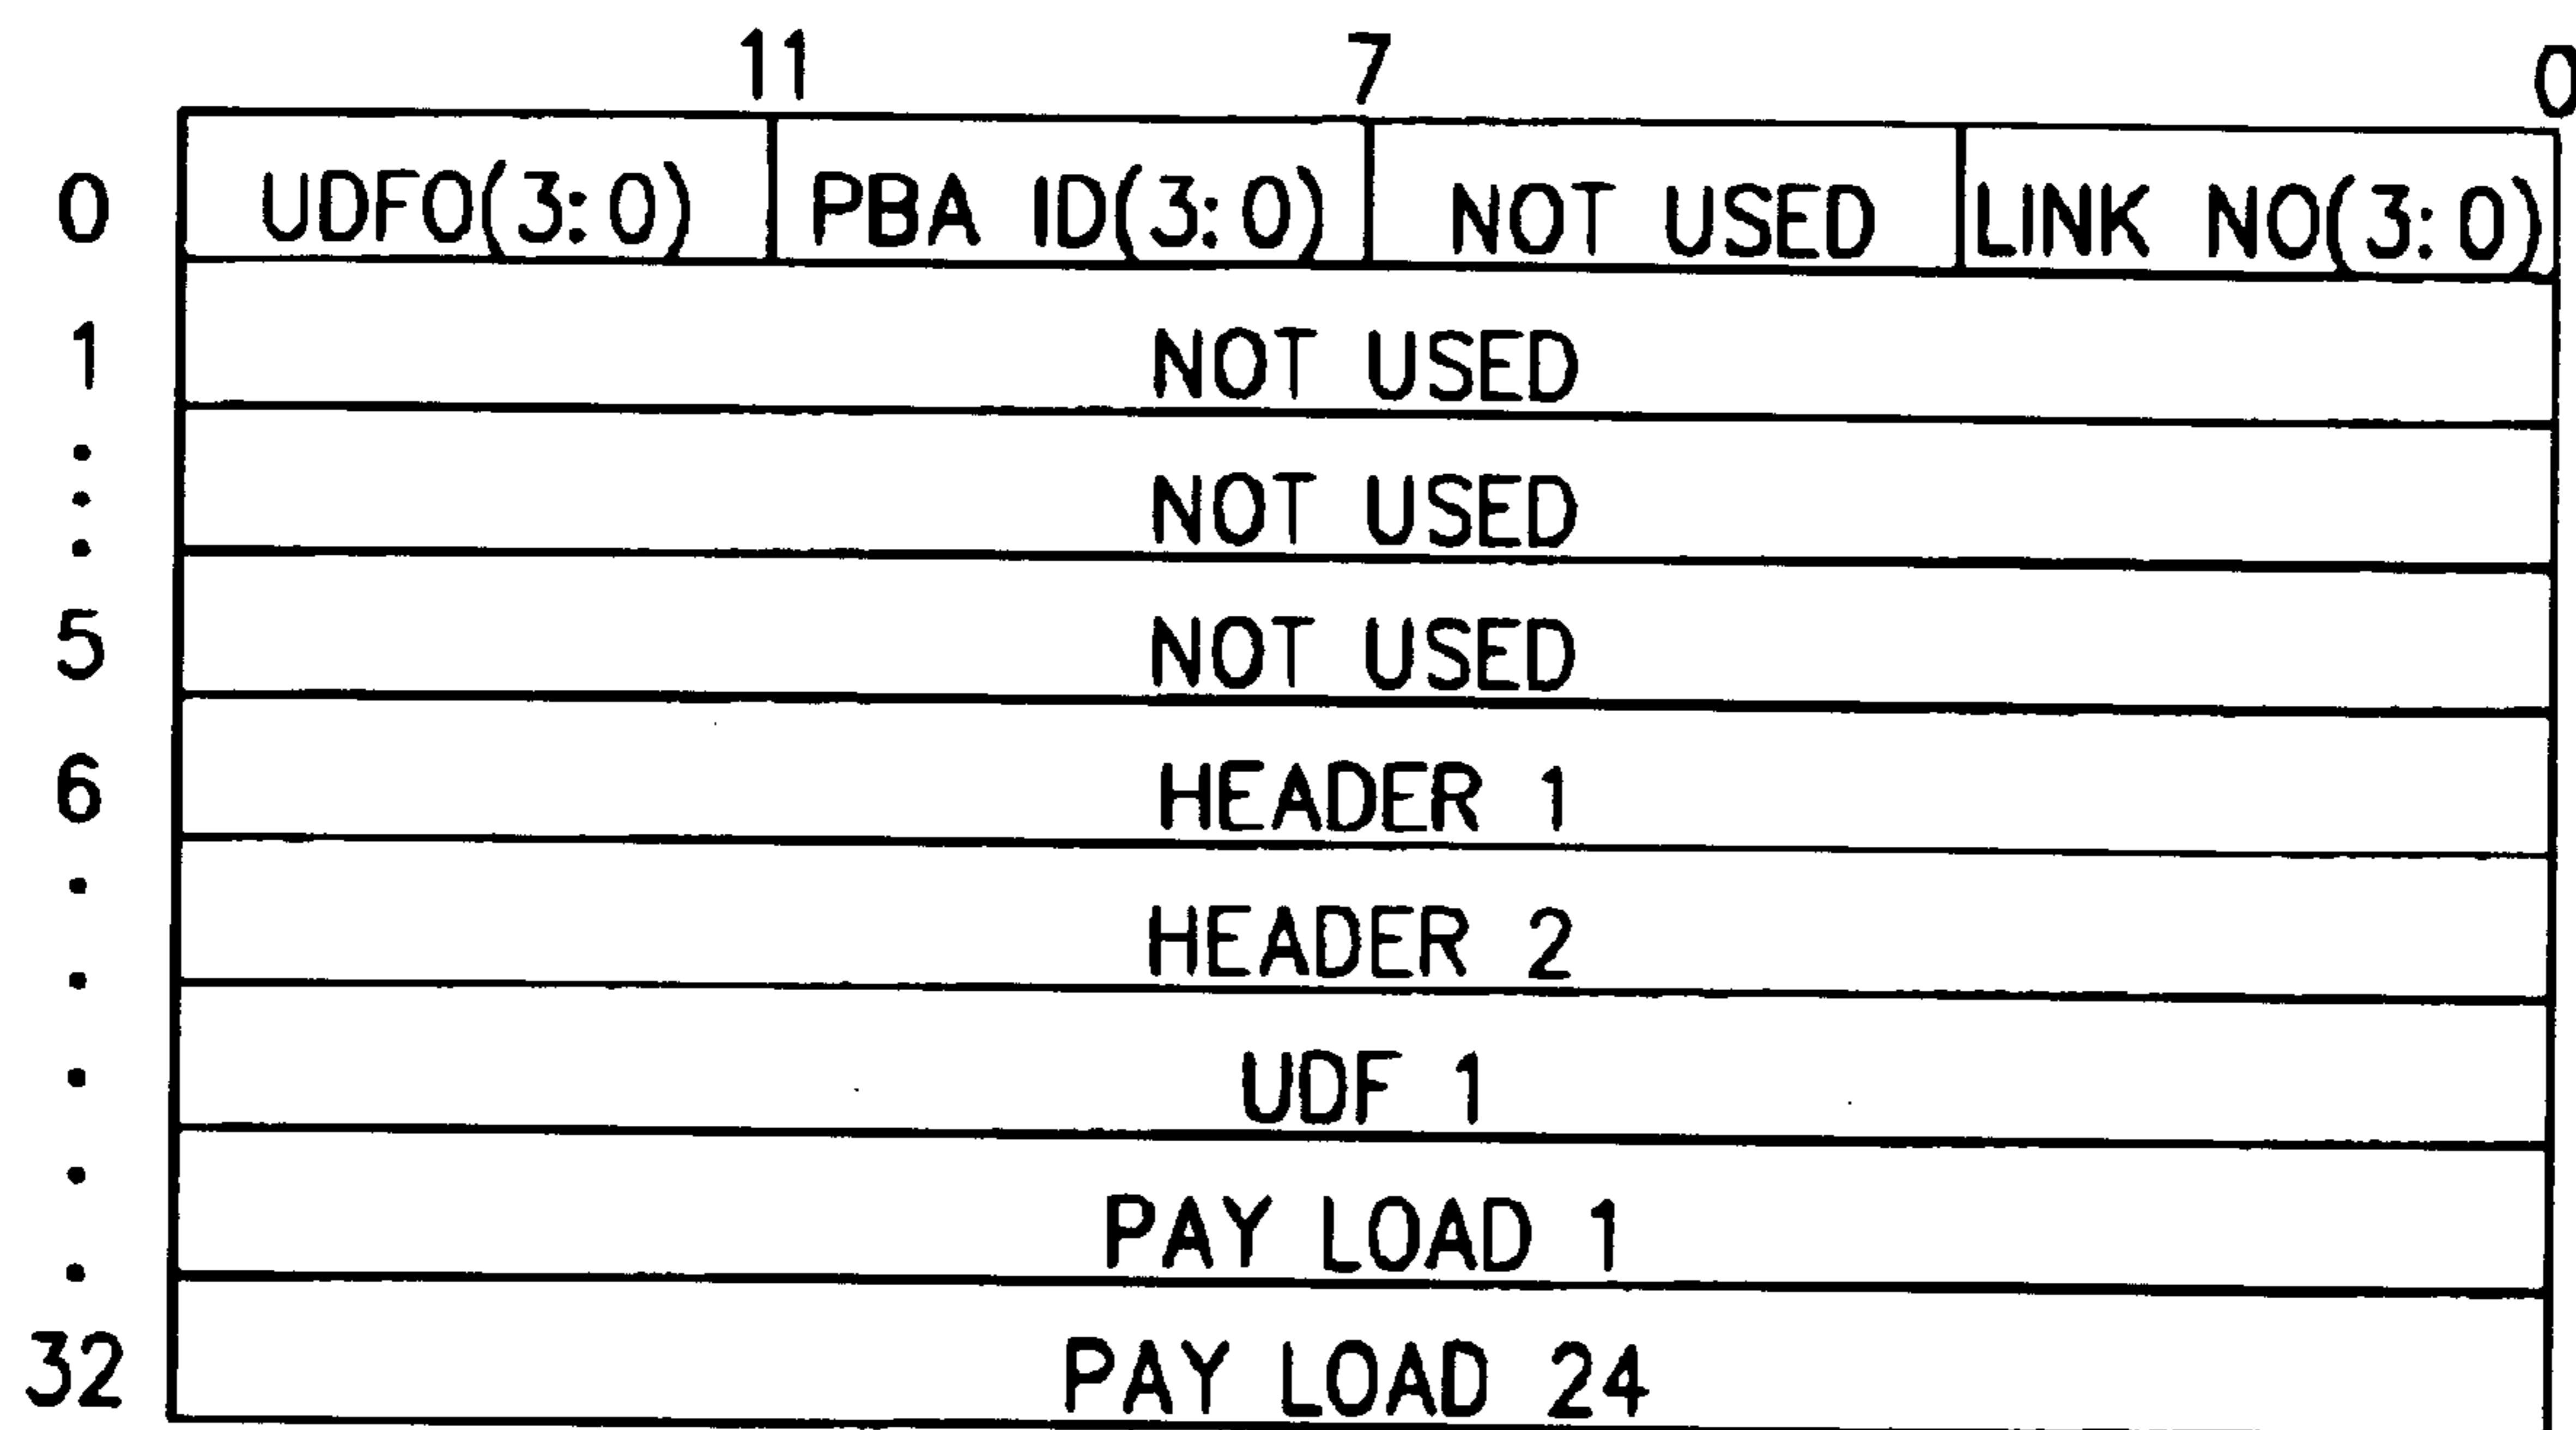 11 7 0
0 UDF0(3:0) PBA ID(3:0) NOT USED LINK NO(3:0)
1 NOT USED
NOT USED
5 NOT USED
6 HEADER 1
HEADER 2
UDF 1
PAY LOAD 1
32 PAY LOAD 24